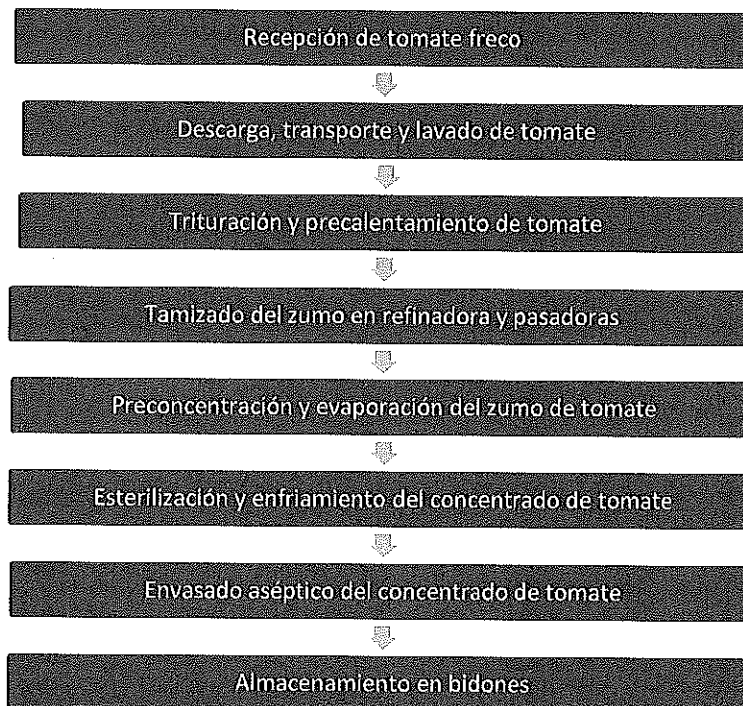 Recepción de tomate freco
Descarga, transporte y lavado de tomate
Trituración y precalentamiento de tomate
Tamizado del zumo en refinadora y pasadoras
Preconcentración y evaporación del zumo de tomate
Esterilización y enfriamiento del concentrado de tomate
Envasado aséptico del concentrado de tomate
Almacenamiento en bidones